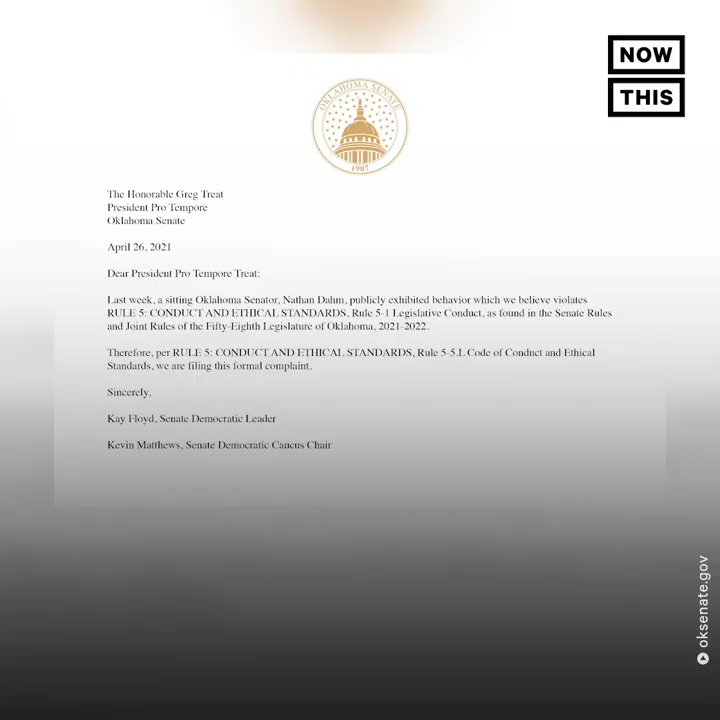 NOW
THIS
OKLAHOMA SENATE
1907
The Honorable Greg Treat
President Pro Tempore
Oklahoma Senate
April 26, 2021
Dear President Pro Tempore Treat:
Last week, a sitting Oklahoma Senator, Nathan Dahm, publicly exhibited behavior which we believe violates
RULE 5: CONDUCT AND ETHICAL STANDARDS, Rule 5-1 Legislative Conduct, as found in the Senate Rules
and Joint Rules of the Fifty-Eighth Legislature of Oklahoma, 2021-2022.
Therefore, per RULE 5: CONDUCT AND ETHICAL STANDARDS, Rule 5-5.I. Code of Conduct and Ethical
Standards, we are filing this formal complaint.
Sincerely,
Kay Floyd, Senate Democratic Leader
Kevin Matthews, Senate Democratic Caucus Chair
oksenate.gov